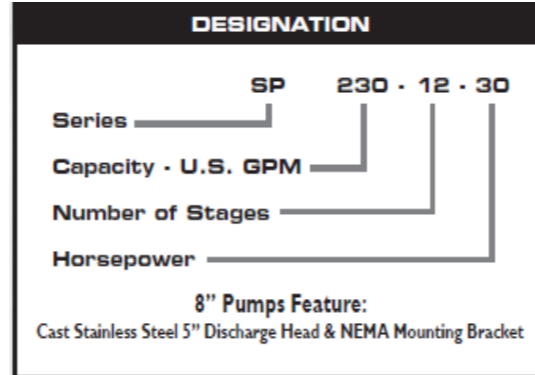 DESIGNATION
SP 230 - 12 - 30
Series
Capacity - U.S. GPM
Number of Stages
Horsepower
8” Pumps Feature:
Cast Stainless Steel 5” Discharge Head & NEMA Mounting Bracket